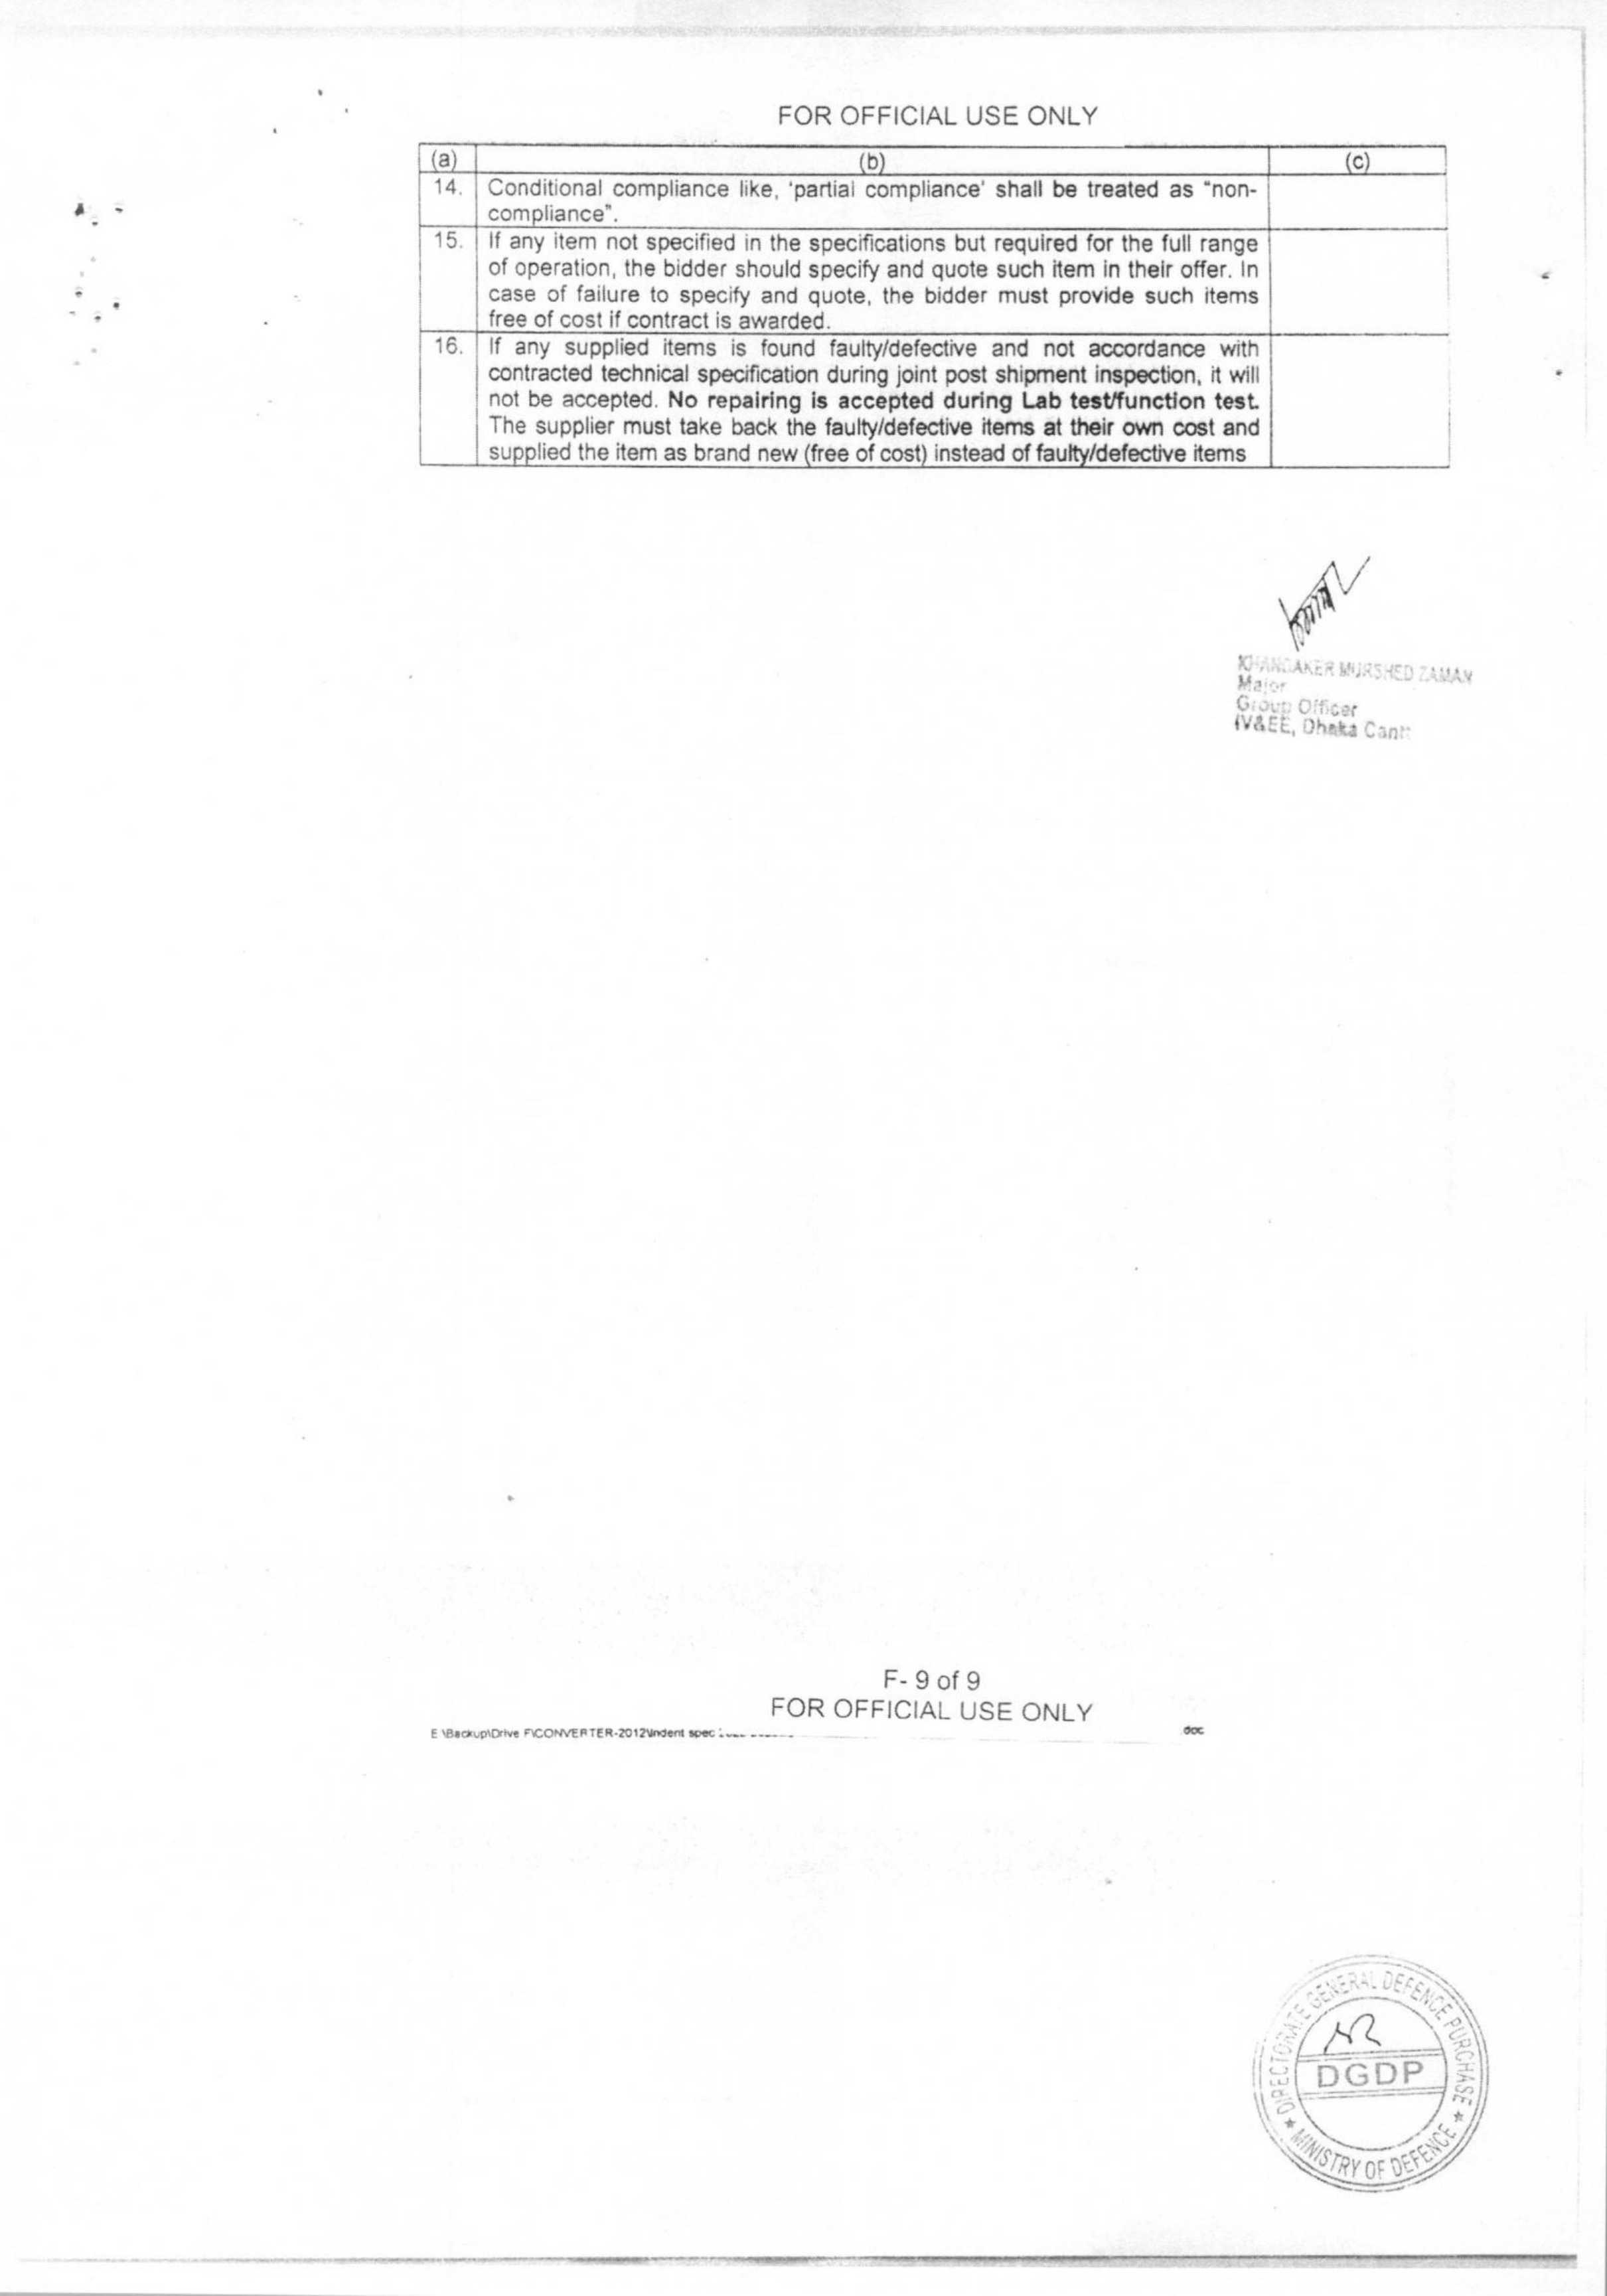 FOR OFFICIAL USE ONLY
(a) (b) (c)
14. Conditional compliance like, 'partial compliance' shall be treated as "non-
compliance".
15. If any item not specified in the specifications but required for the full range
of operation, the bidder should specify and quote such item in their offer. In
case of failure to specify and quote, the bidder must provide such items
free of cost if contract is awarded.
16. If any supplied items is found faulty/defective and not accordance with
contracted technical specification during joint post shipment inspection, it will
not be accepted. No repairing is accepted during Lab test/function test.
The supplier must take back the faulty/defective items at their own cost and
supplied the item as brand new (free of cost) instead of faulty/defective items
KHANDAKER MURSHED ZAMAN
Major
Group Officer
IV&EE, Dhaka Cantt
F- 9 of 9
FOR OFFICIAL USE ONLY
E:\Backup\Drive F\CONVERTER-2012\Indent spec .doc
DIRECTORATE GENERAL DEFENCE PURCHASE
DGDP
★ MINISTRY OF DEFENCE ★